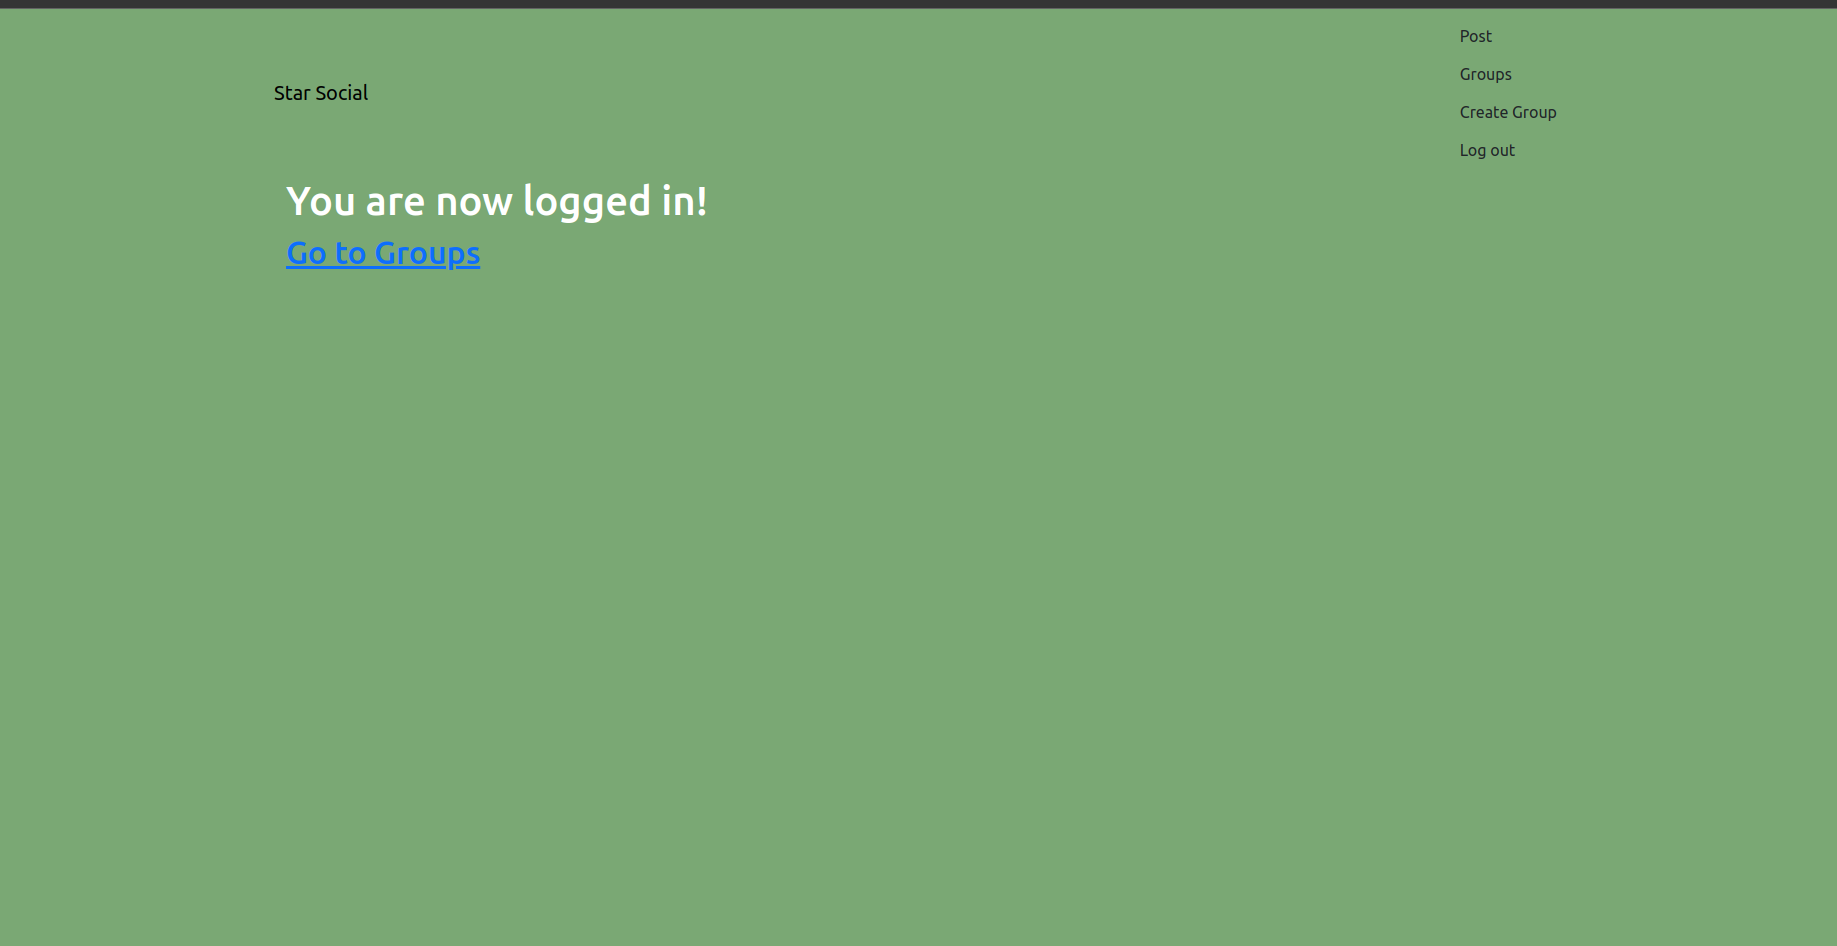 Post
Groups
Star Social
Create Group
Log out
You are now logged in!
Go to Groups